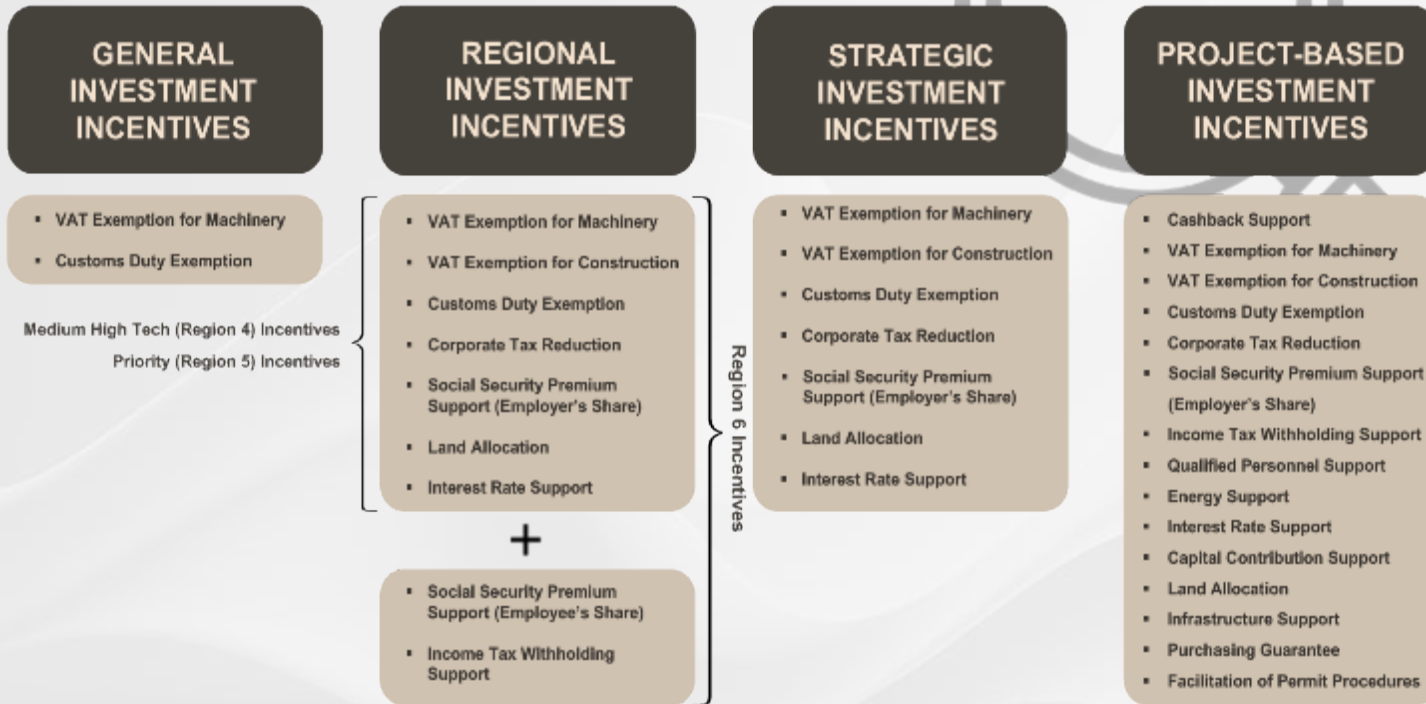 GENERAL
INVESTMENT
INCENTIVES
▪ VAT Exemption for Machinery
▪ Customs Duty Exemption
Medium High Tech (Region 4) Incentives
Priority (Region 5) Incentives
REGIONAL
INVESTMENT
INCENTIVES
▪ VAT Exemption for Machinery
▪ VAT Exemption for Construction
▪ Customs Duty Exemption
▪ Corporate Tax Reduction
▪ Social Security Premium
Support (Employer's Share)
▪ Land Allocation
▪ Interest Rate Support
+
▪ Social Security Premium
Support (Employee's Share)
▪ Income Tax Withholding
Support
Region 6 Incentives
STRATEGIC
INVESTMENT
INCENTIVES
▪ VAT Exemption for Machinery
▪ VAT Exemption for Construction
▪ Customs Duty Exemption
▪ Corporate Tax Reduction
▪ Social Security Premium
Support (Employer's Share)
▪ Land Allocation
▪ Interest Rate Support
PROJECT-BASED
INVESTMENT
INCENTIVES
▪ Cashback Support
▪ VAT Exemption for Machinery
▪ VAT Exemption for Construction
▪ Customs Duty Exemption
▪ Corporate Tax Reduction
▪ Social Security Premium Support
(Employer's Share)
▪ Income Tax Withholding Support
▪ Qualified Personnel Support
▪ Energy Support
▪ Interest Rate Support
▪ Capital Contribution Support
▪ Land Allocation
▪ Infrastructure Support
▪ Purchasing Guarantee
▪ Facilitation of Permit Procedures